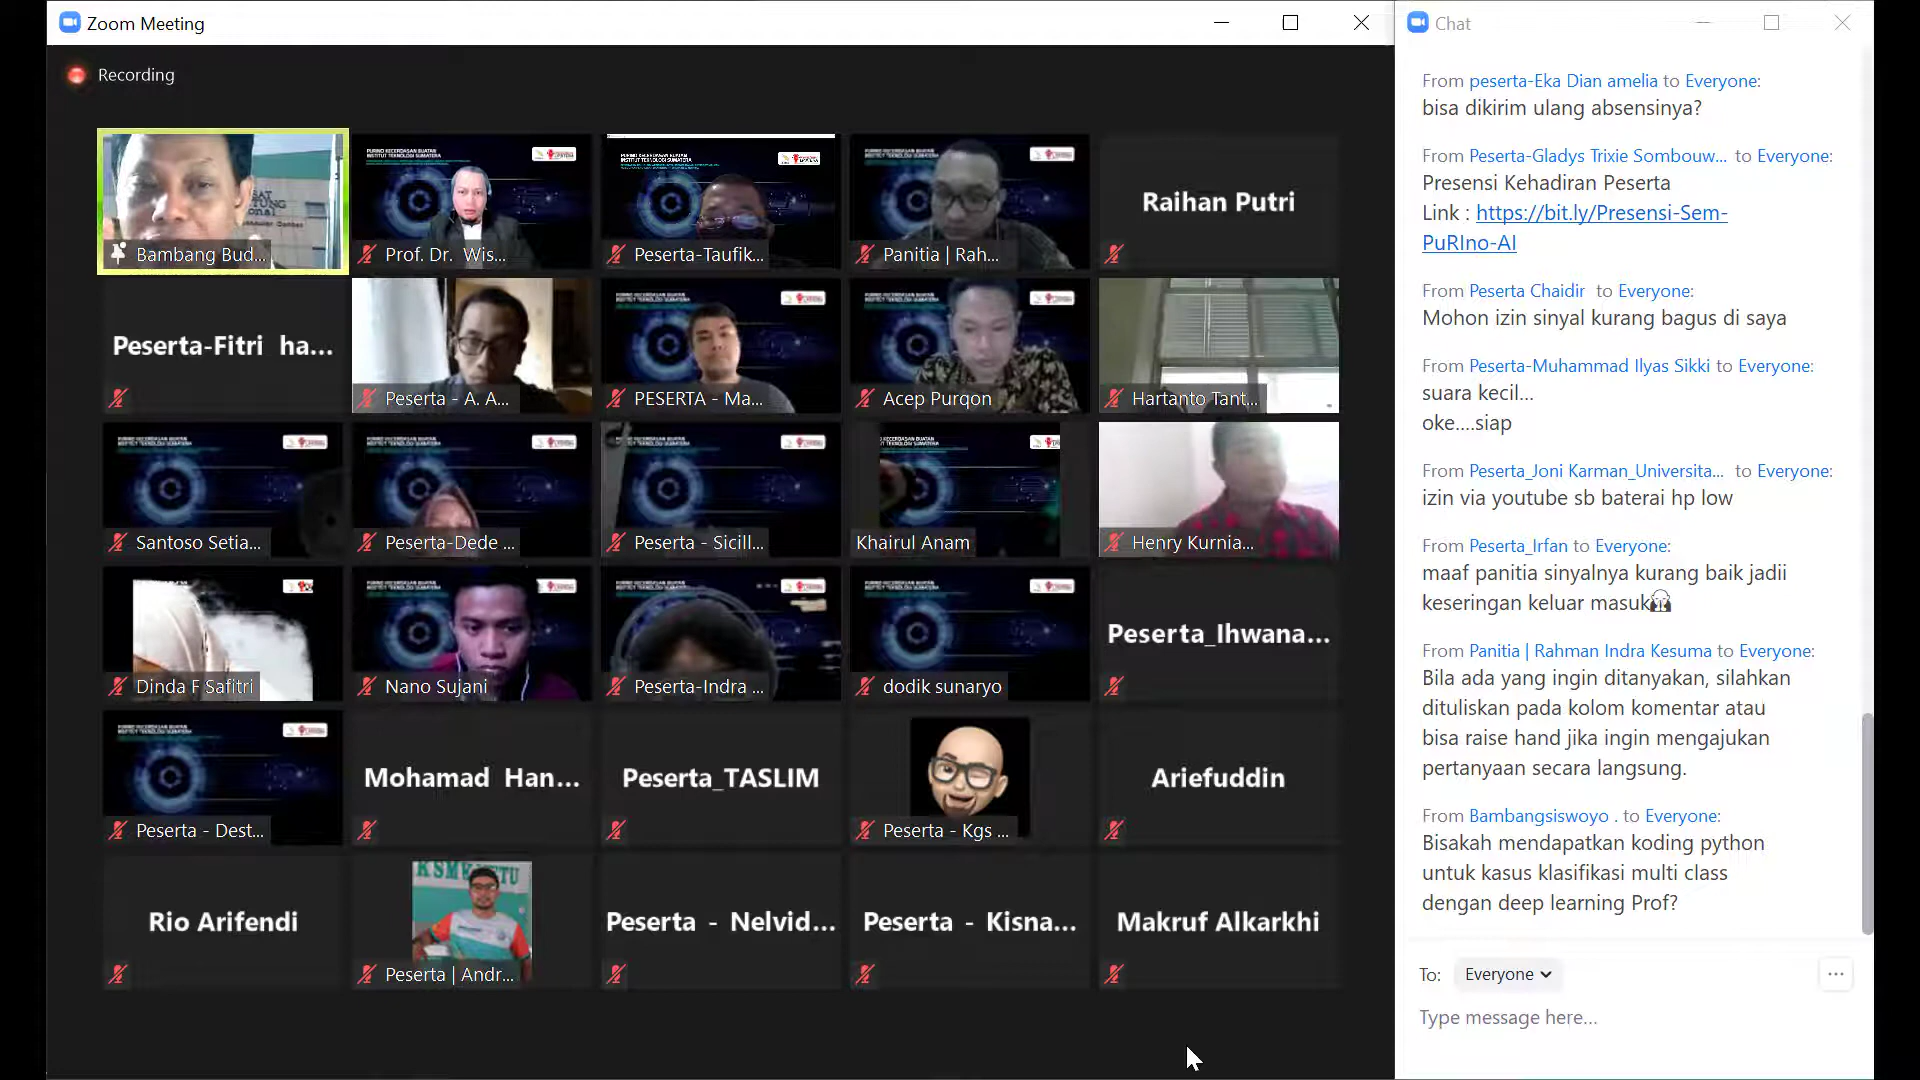 Zoom Meeting
Recording
PURINO KECERDASAN BUATAN
INSTITUT TEKNOLOGI SUMATERA
Bambang Bud...
Prof. Dr. Wis...
Peserta-Taufik...
Panitia | Rah...
Raihan Putri
Peserta-Fitri ha...
Peserta - A. A...
PESERTA - Ma...
Acep Purqon
Hartanto Tant...
Santoso Setia...
Peserta-Dede ...
Peserta - Sicill...
Khairul Anam
Henry Kurnia...
Dinda F Safitri
Nano Sujani
Peserta-Indra ...
dodik sunaryo
Peserta_Ihwana...
Peserta - Dest...
Mohamad Han...
Peserta_TASLIM
Peserta - Kgs ...
Ariefuddin
Rio Arifendi
Peserta | Andr...
Peserta - Nelvid...
Peserta - Kisna...
Makruf Alkarkhi
Chat
From peserta-Eka Dian amelia to Everyone:
bisa dikirim ulang absensinya?
From Peserta-Gladys Trixie Sombouw... to Everyone:
Presensi Kehadiran Peserta
Link : https://bit.ly/Presensi-Sem-
PuRIno-AI
From Peserta Chaidir to Everyone:
Mohon izin sinyal kurang bagus di saya
From Peserta-Muhammad Ilyas Sikki to Everyone:
suara kecil...
oke....siap
From Peserta_Joni Karman_Universita... to Everyone:
izin via youtube sb baterai hp low
From Peserta_Irfan to Everyone:
maaf panitia sinyalnya kurang baik jadii
keseringan keluar masuk
From Panitia | Rahman Indra Kesuma to Everyone:
Bila ada yang ingin ditanyakan, silahkan
dituliskan pada kolom komentar atau
bisa raise hand jika ingin mengajukan
pertanyaan secara langsung.
From Bambangsiswoyo . to Everyone:
Bisakah mendapatkan koding python
untuk kasus klasifikasi multi class
dengan deep learning Prof?
To: Everyone
Type message here...